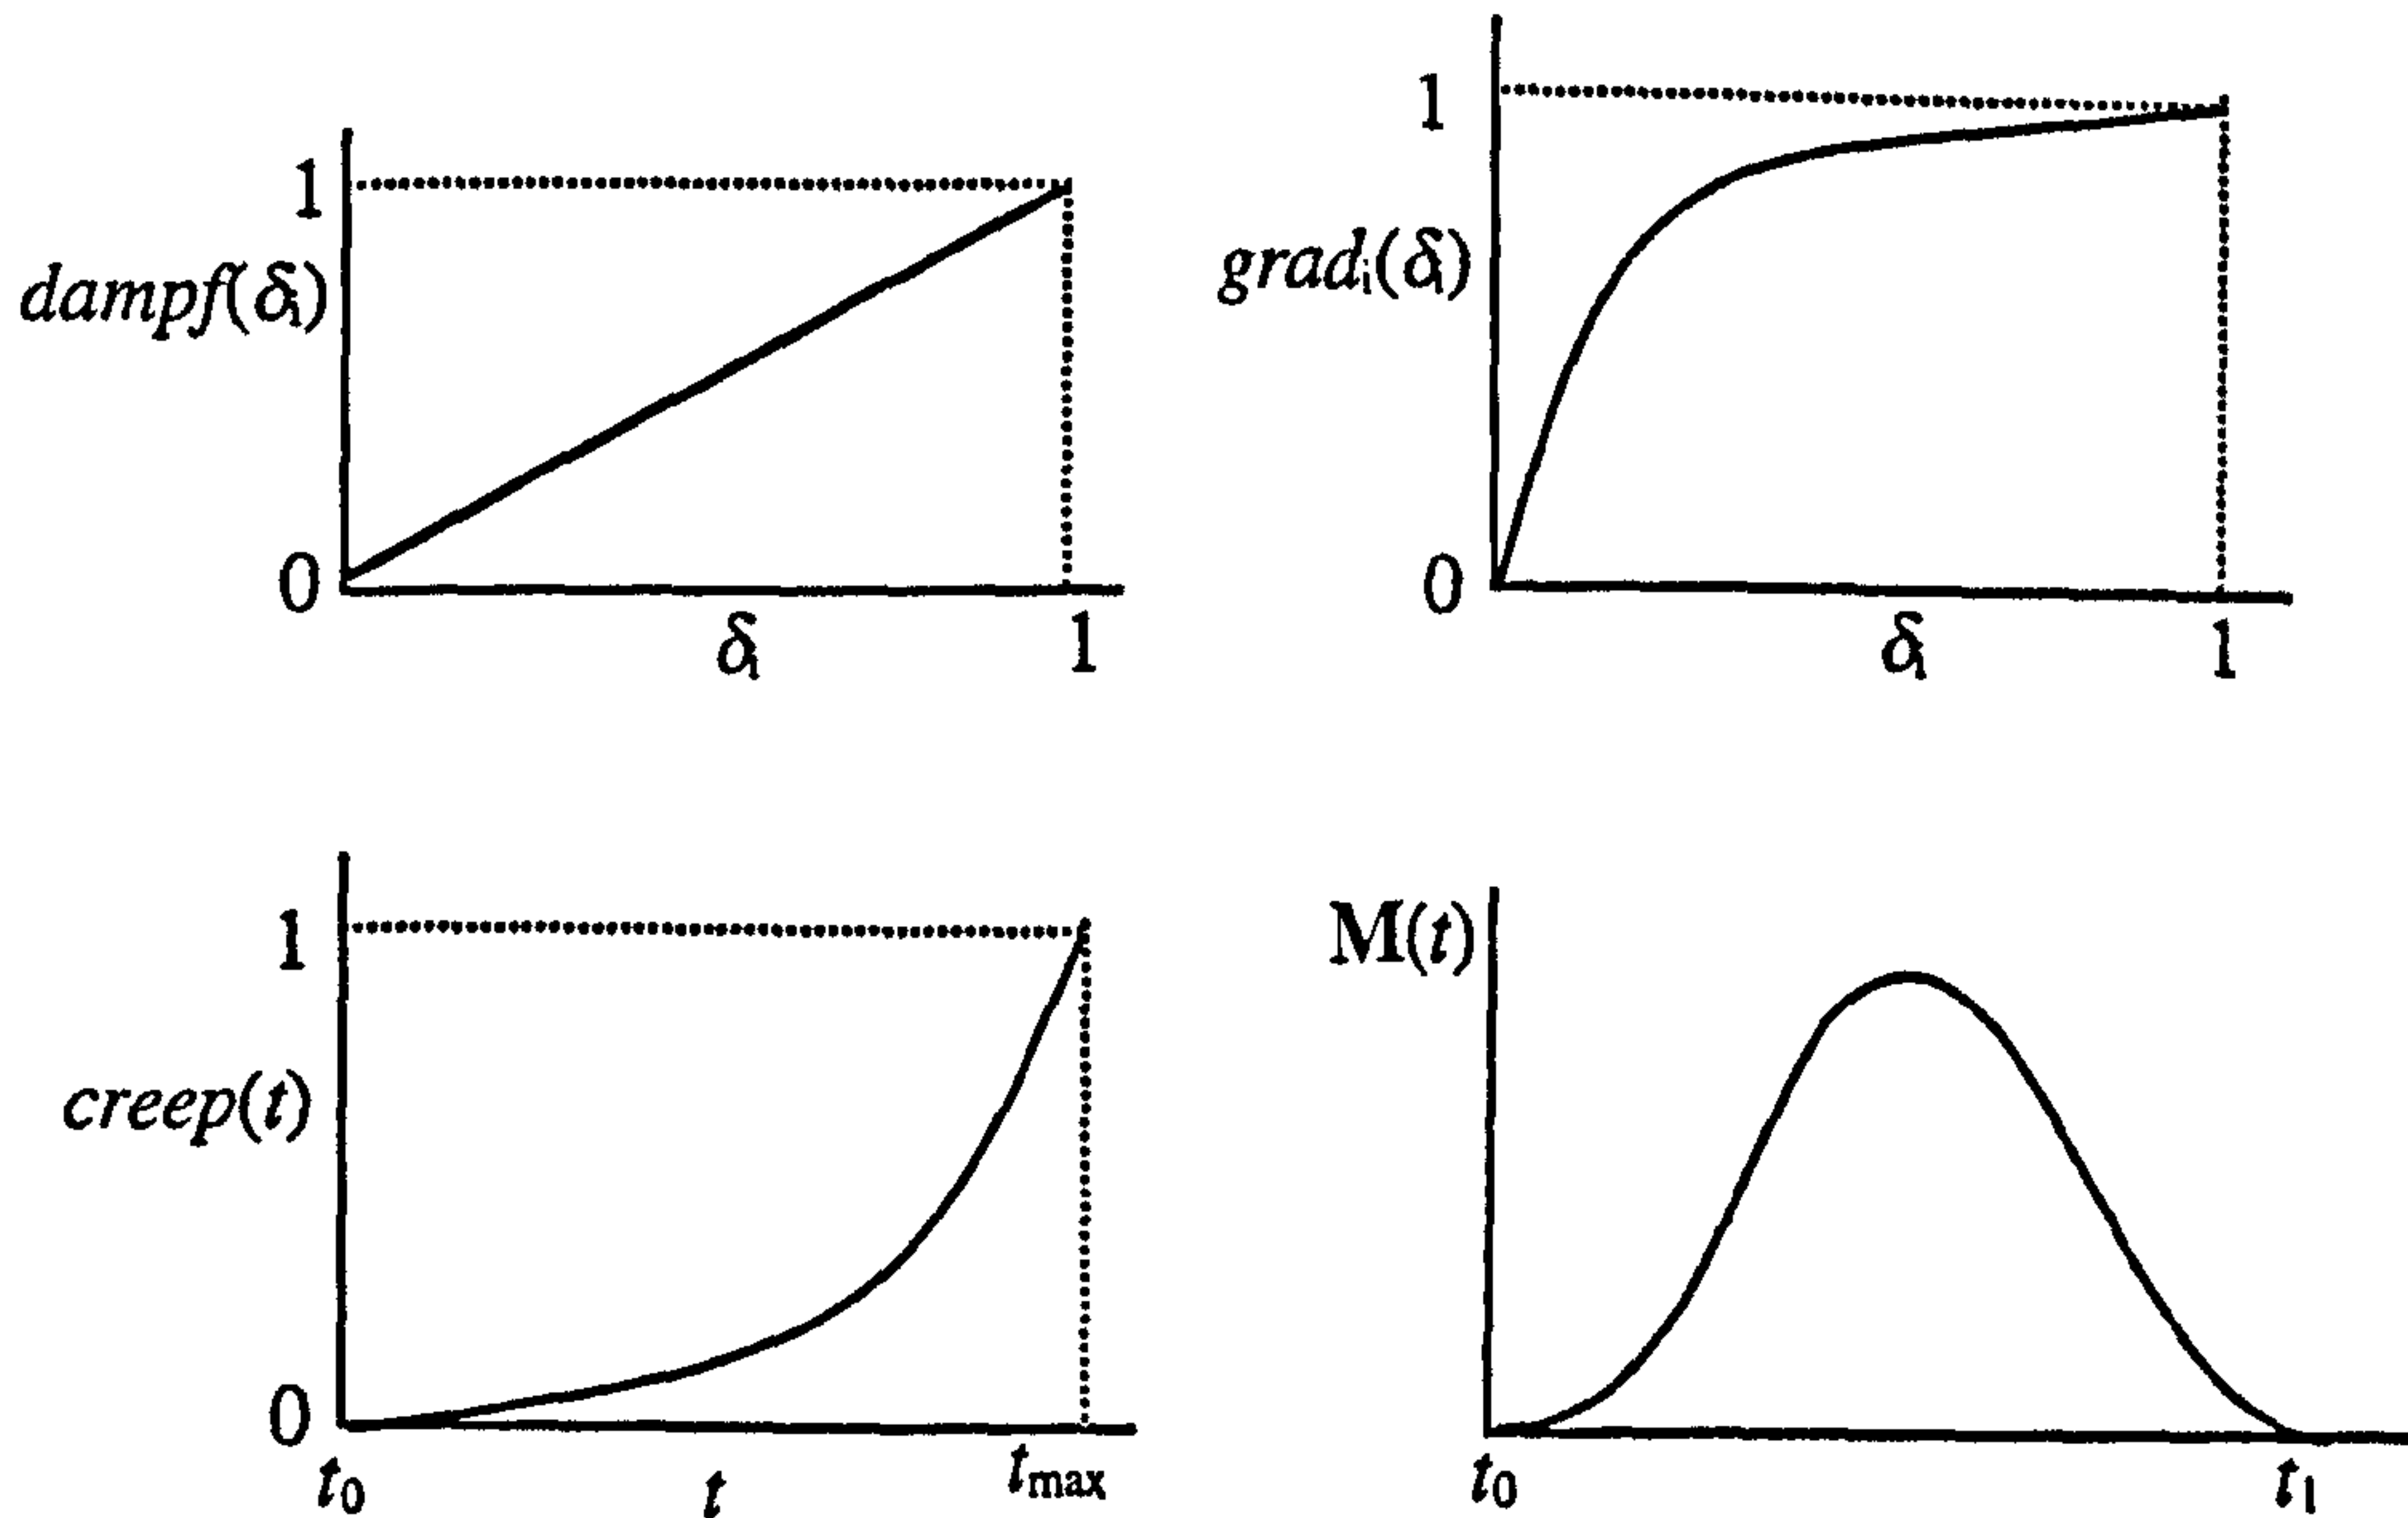 1
dampf(δi)
0
δi
1
1
gradi(δi)
0
δi
1
1
creep(t)
0
t0
t
tmax
M(t)
t0
t1